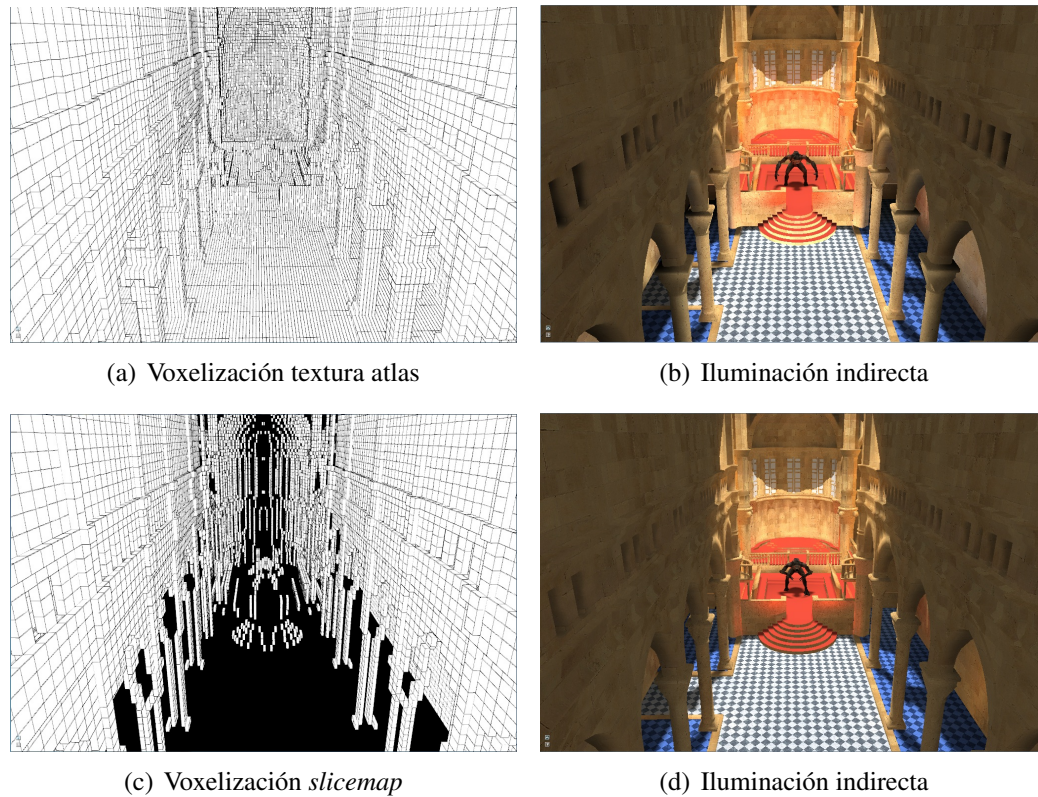 (a) Voxelización textura atlas
(b) Iluminación indirecta
(c) Voxelización slicemap
(d) Iluminación indirecta